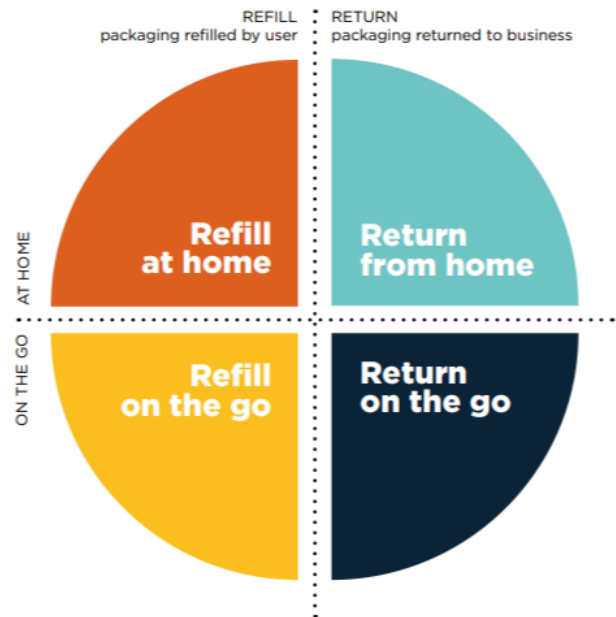 REFILL
packaging refilled by user
RETURN
packaging returned to business
AT HOME
Refill
at home
Return
from home
ON THE GO
Refill
on the go
Return
on the go